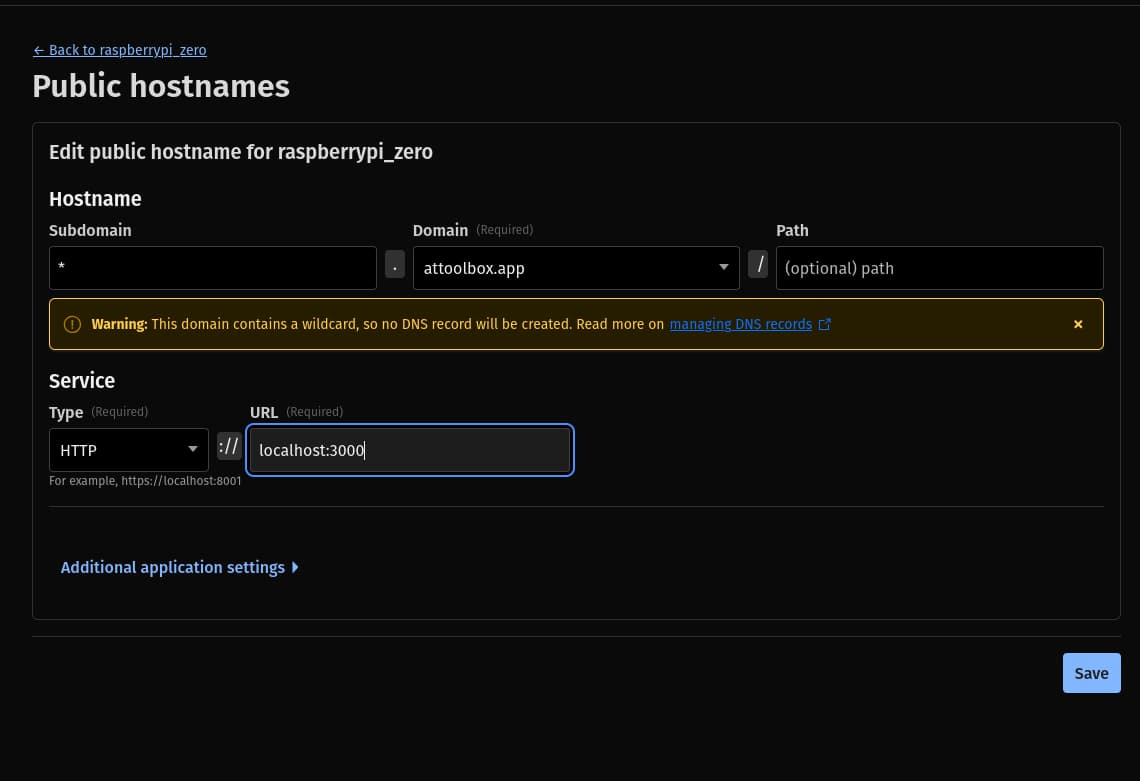 ← Back to raspberrypi_zero
Public hostnames
Edit public hostname for raspberrypi_zero
Hostname
Subdomain
Domain (Required)
Path
*
.
attoolbox.app
/
(optional) path
Warning: This domain contains a wildcard, so no DNS record will be created. Read more on managing DNS records
×
Service
Type (Required)
URL (Required)
HTTP
://
localhost:3000
For example, https://localhost:8001
Additional application settings
Save